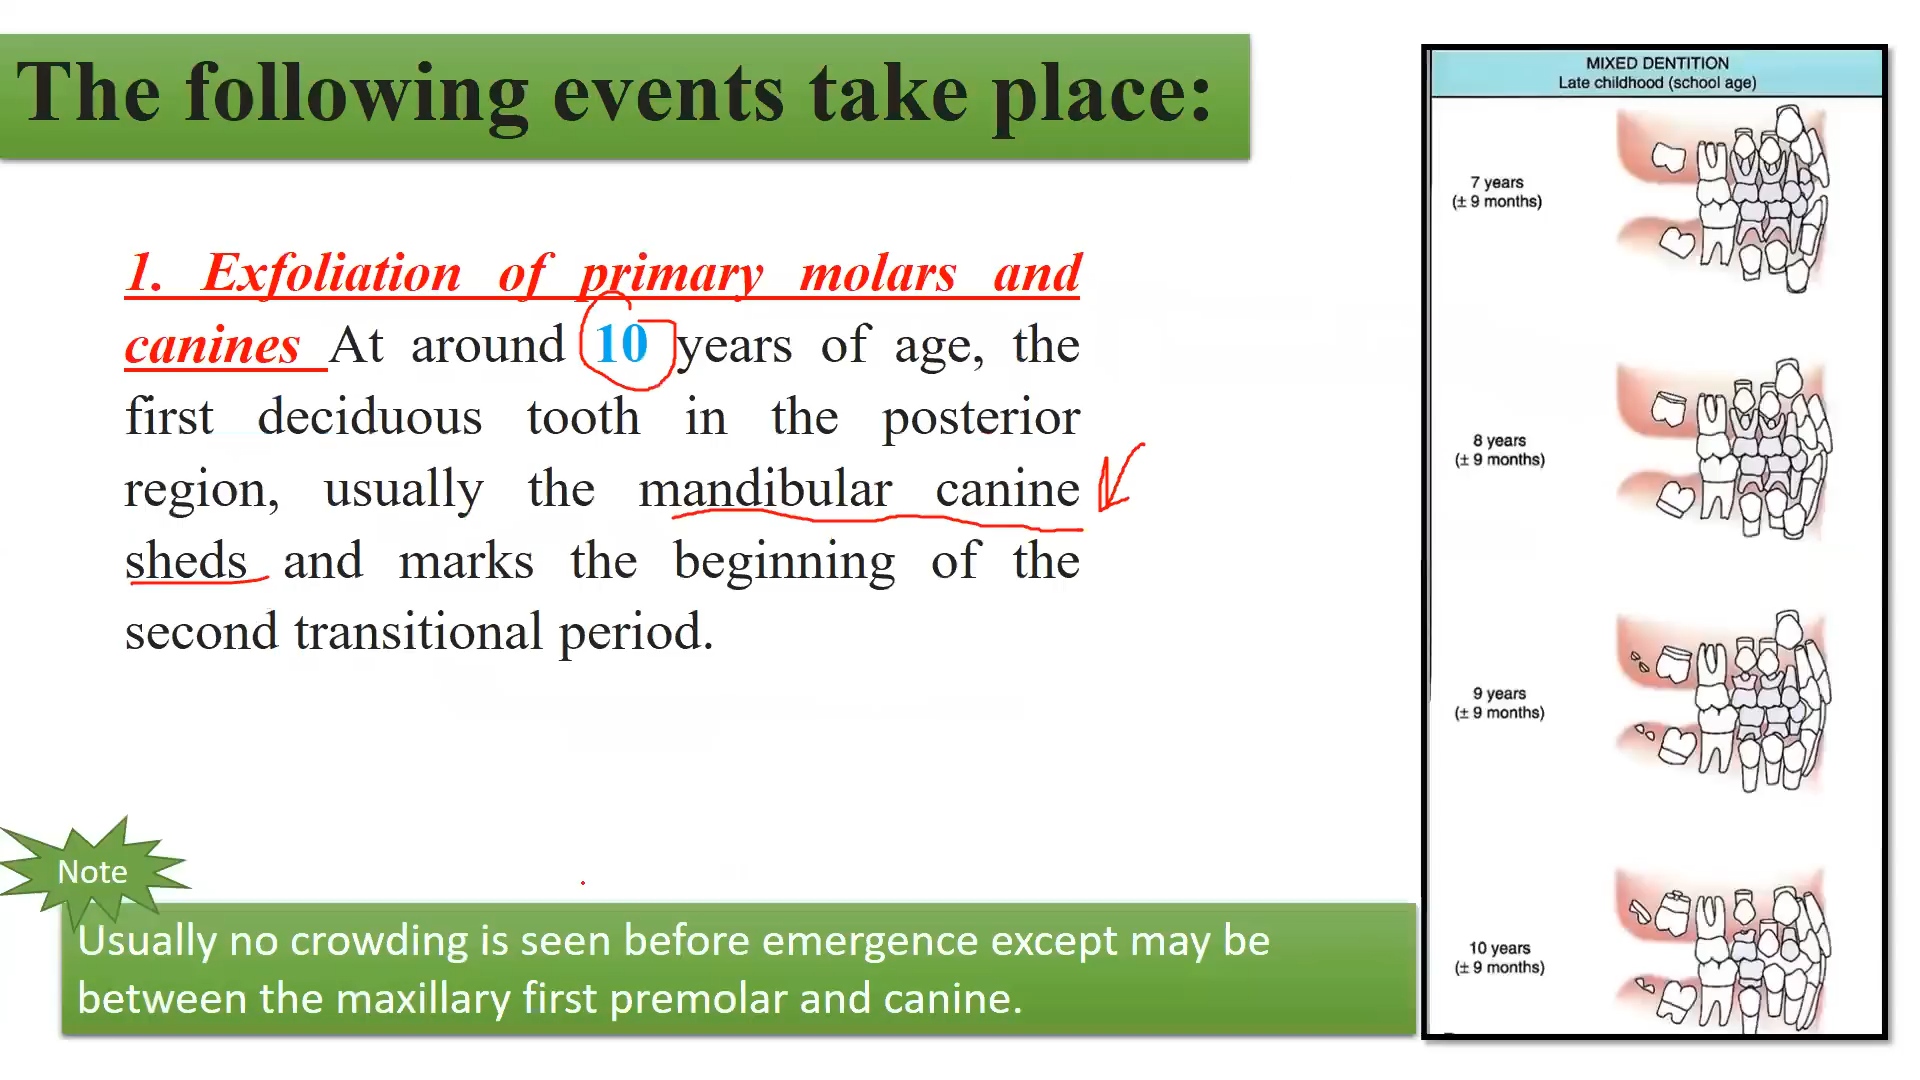 The following events take place:
1. Exfoliation of primary molars and
canines At around 10 years of age, the
first deciduous tooth in the posterior
region, usually the mandibular canine
sheds and marks the beginning of the
second transitional period.
Note
Usually no crowding is seen before emergence except may be
between the maxillary first premolar and canine.
MIXED DENTITION
Late childhood (school age)
7 years
(± 9 months)
8 years
(± 9 months)
9 years
(± 9 months)
10 years
(± 9 months)